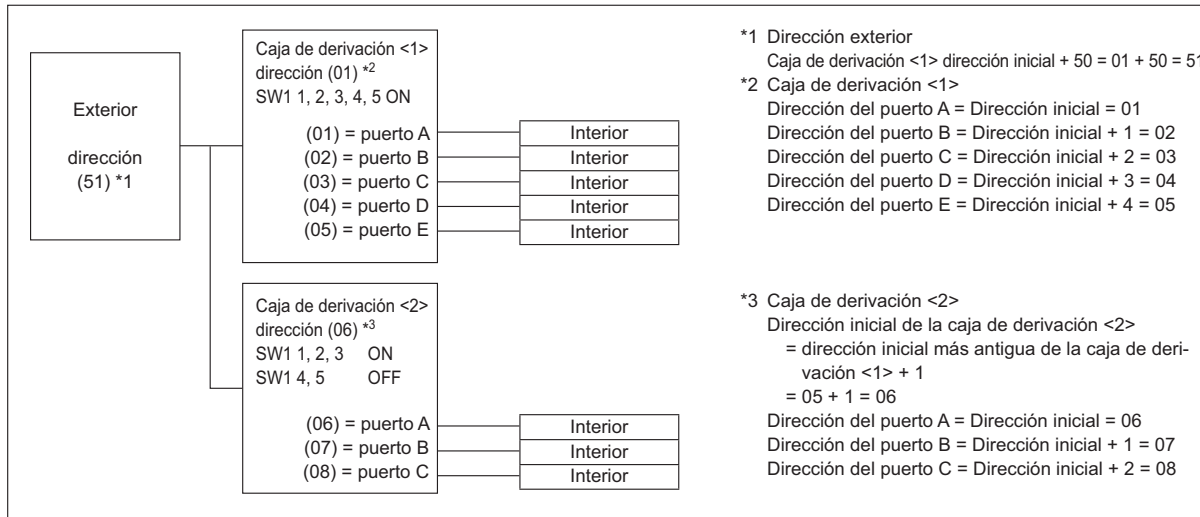 Exterior
dirección
(51) *1
Caja de derivación <1>
dirección (01) *2
SW1 1, 2, 3, 4, 5 ON
(01) = puerto A
(02) = puerto B
(03) = puerto C
(04) = puerto D
(05) = puerto E
Interior
Interior
Interior
Interior
Interior
Caja de derivación <2>
dirección (06) *3
SW1 1, 2, 3 ON
SW1 4, 5 OFF
(06) = puerto A
(07) = puerto B
(08) = puerto C
Interior
Interior
Interior
*1 Dirección exterior
Caja de derivación <1> dirección inicial + 50 = 01 + 50 = 51
*2 Caja de derivación <1>
Dirección del puerto A = Dirección inicial = 01
Dirección del puerto B = Dirección inicial + 1 = 02
Dirección del puerto C = Dirección inicial + 2 = 03
Dirección del puerto D = Dirección inicial + 3 = 04
Dirección del puerto E = Dirección inicial + 4 = 05
*3 Caja de derivación <2>
Dirección inicial de la caja de derivación <2>
= dirección inicial más antigua de la caja de deri-
vación <1> + 1
= 05 + 1 = 06
Dirección del puerto A = Dirección inicial = 06
Dirección del puerto B = Dirección inicial + 1 = 07
Dirección del puerto C = Dirección inicial + 2 = 08